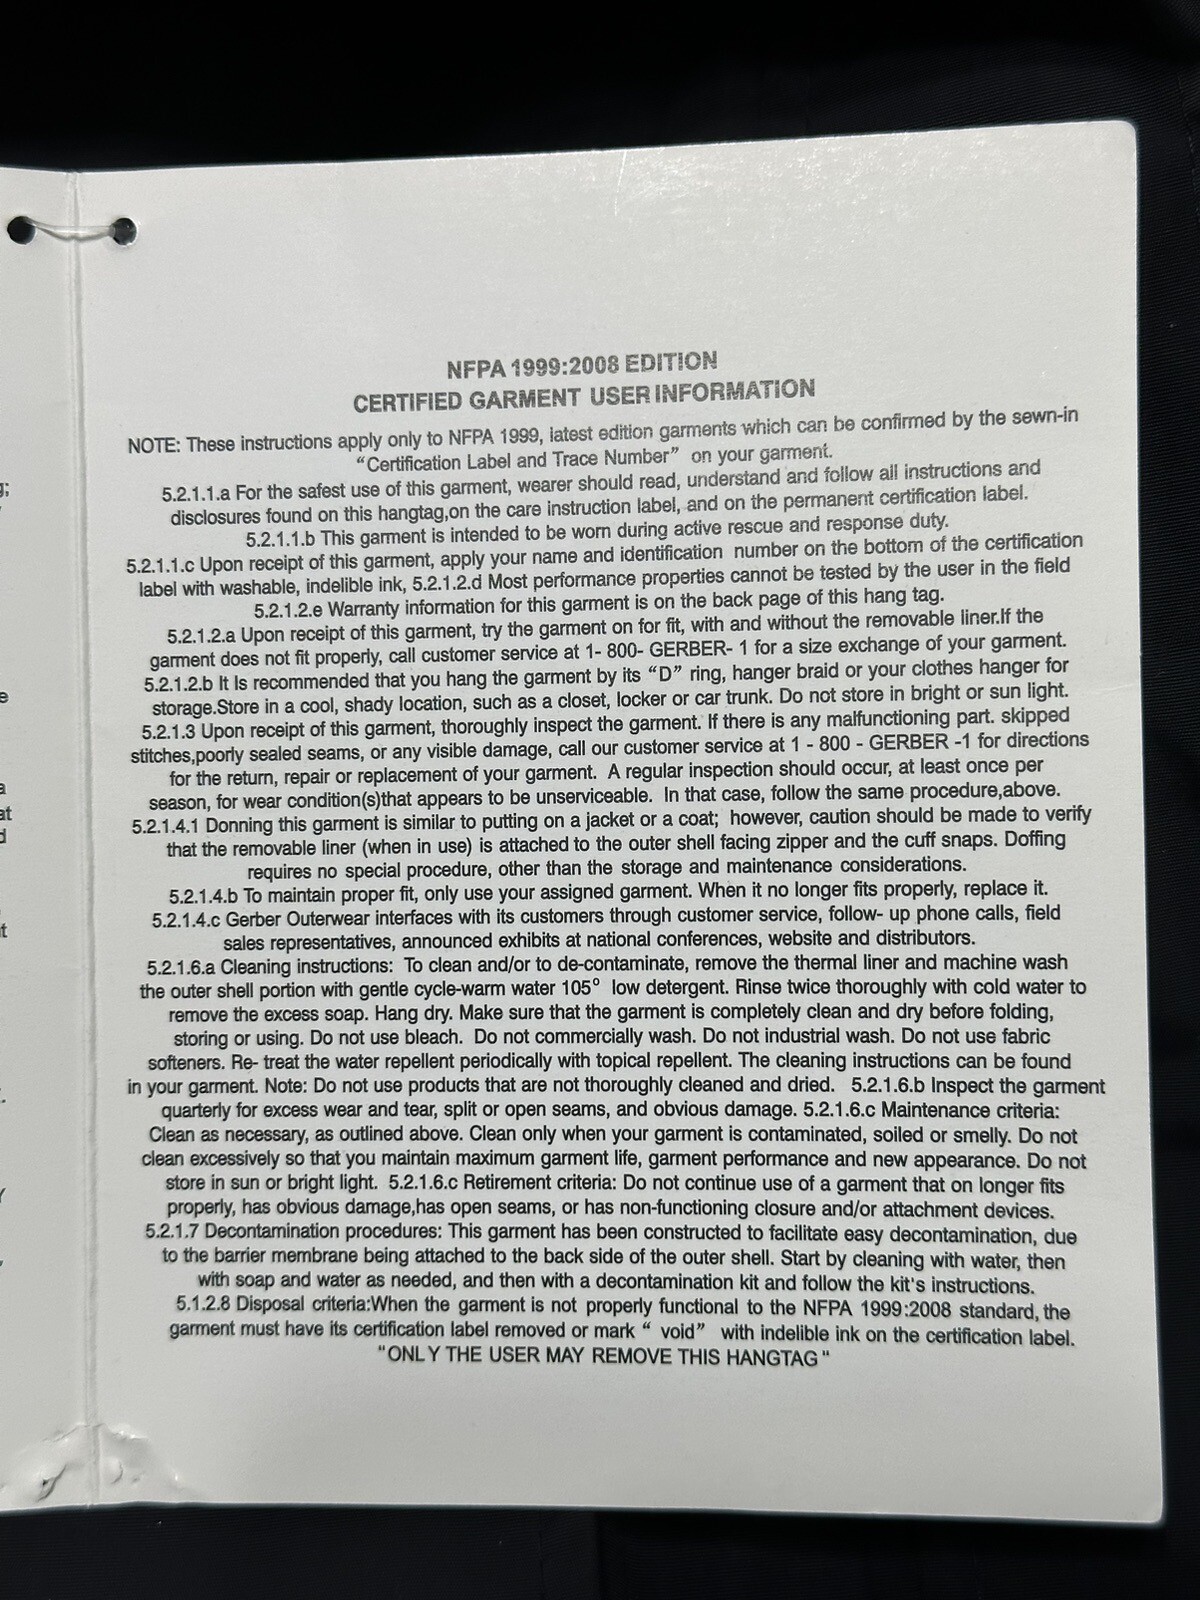 NFPA 1999:2008 EDITION
CERTIFIED GARMENT USER INFORMATION
NOTE: These instructions apply only to NFPA 1999, latest edition garments which can be confirmed by the sewn-in
“Certification Label and Trace Number” on your garment.
5.2.1.1.a For the safest use of this garment, wearer should read, understand and follow all instructions and
disclosures found on this hangtag,on the care instruction label, and on the permanent certification label.
5.2.1.1.b This garment is intended to be worn during active rescue and response duty.
5.2.1.1.c Upon receipt of this garment, apply your name and identification number on the bottom of the certification
label with washable, indelible ink, 5.2.1.2.d Most performance properties cannot be tested by the user in the field
5.2.1.2.e Warranty information for this garment is on the back page of this hang tag.
5.2.1.2.a Upon receipt of this garment, try the garment on for fit, with and without the removable liner.If the
garment does not fit properly, call customer service at 1- 800- GERBER- 1 for a size exchange of your garment.
5.2.1.2.b It Is recommended that you hang the garment by its “D” ring, hanger braid or your clothes hanger for
storage.Store in a cool, shady location, such as a closet, locker or car trunk. Do not store in bright or sun light.
5.2.1.3 Upon receipt of this garment, thoroughly inspect the garment. If there is any malfunctioning part. skipped
stitches,poorly sealed seams, or any visible damage, call our customer service at 1 - 800 - GERBER -1 for directions
for the return, repair or replacement of your garment. A regular inspection should occur, at least once per
season, for wear condition(s)that appears to be unserviceable. In that case, follow the same procedure,above.
5.2.1.4.1 Donning this garment is similar to putting on a jacket or a coat; however, caution should be made to verify
that the removable liner (when in use) is attached to the outer shell facing zipper and the cuff snaps. Doffing
requires no special procedure, other than the storage and maintenance considerations.
5.2.1.4.b To maintain proper fit, only use your assigned garment. When it no longer fits properly, replace it.
5.2.1.4.c Gerber Outerwear interfaces with its customers through customer service, follow- up phone calls, field
sales representatives, announced exhibits at national conferences, website and distributors.
5.2.1.6.a Cleaning instructions: To clean and/or to de-contaminate, remove the thermal liner and machine wash
the outer shell portion with gentle cycle-warm water 105° low detergent. Rinse twice thoroughly with cold water to
remove the excess soap. Hang dry. Make sure that the garment is completely clean and dry before folding,
storing or using. Do not use bleach. Do not commercially wash. Do not industrial wash. Do not use fabric
softeners. Re- treat the water repellent periodically with topical repellent. The cleaning instructions can be found
in your garment. Note: Do not use products that are not thoroughly cleaned and dried. 5.2.1.6.b Inspect the garment
quarterly for excess wear and tear, split or open seams, and obvious damage. 5.2.1.6.c Maintenance criteria:
Clean as necessary, as outlined above. Clean only when your garment is contaminated, soiled or smelly. Do not
clean excessively so that you maintain maximum garment life, garment performance and new appearance. Do not
store in sun or bright light. 5.2.1.6.c Retirement criteria: Do not continue use of a garment that on longer fits
properly, has obvious damage,has open seams, or has non-functioning closure and/or attachment devices.
5.2.1.7 Decontamination procedures: This garment has been constructed to facilitate easy decontamination, due
to the barrier membrane being attached to the back side of the outer shell. Start by cleaning with water, then
with soap and water as needed, and then with a decontamination kit and follow the kit's instructions.
5.1.2.8 Disposal criteria:When the garment is not properly functional to the NFPA 1999:2008 standard, the
garment must have its certification label removed or mark “ void” with indelible ink on the certification label.
"ONLY THE USER MAY REMOVE THIS HANGTAG"